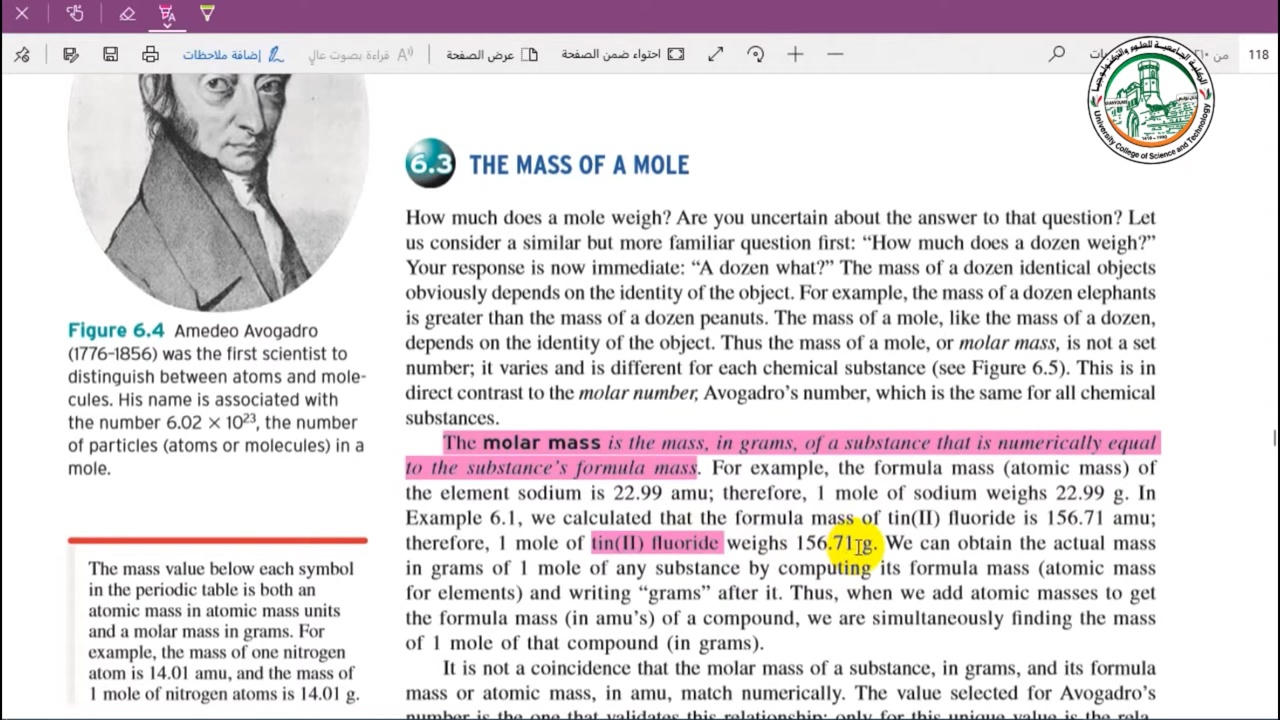 إضافة ملاحظات
قراءة بصوت عالٍ
عرض الصفحة
احتواء ضمن الصفحة
من
118
University College of Science and Technology
6.3 THE MASS OF A MOLE
How much does a mole weigh? Are you uncertain about the answer to that question? Let
us consider a similar but more familiar question first: “How much does a dozen weigh?”
Your response is now immediate: “A dozen what?” The mass of a dozen identical objects
obviously depends on the identity of the object. For example, the mass of a dozen elephants
is greater than the mass of a dozen peanuts. The mass of a mole, like the mass of a dozen,
depends on the identity of the object. Thus the mass of a mole, or molar mass, is not a set
number; it varies and is different for each chemical substance (see Figure 6.5). This is in
direct contrast to the molar number, Avogadro’s number, which is the same for all chemical
substances.
The molar mass is the mass, in grams, of a substance that is numerically equal
to the substance’s formula mass. For example, the formula mass (atomic mass) of
the element sodium is 22.99 amu; therefore, 1 mole of sodium weighs 22.99 g. In
Example 6.1, we calculated that the formula mass of tin(II) fluoride is 156.71 amu;
therefore, 1 mole of tin(II) fluoride weighs 156.71 g. We can obtain the actual mass
in grams of 1 mole of any substance by computing its formula mass (atomic mass
for elements) and writing “grams” after it. Thus, when we add atomic masses to get
the formula mass (in amu’s) of a compound, we are simultaneously finding the mass
of 1 mole of that compound (in grams).
It is not a coincidence that the molar mass of a substance, in grams, and its formula
mass or atomic mass, in amu, match numerically. The value selected for Avogadro’s
number is the one that validates this relationship; only for this unique value is the rela-
Figure 6.4 Amedeo Avogadro
(1776–1856) was the first scientist to
distinguish between atoms and mole-
cules. His name is associated with
the number 6.02 × 10²³, the number
of particles (atoms or molecules) in a
mole.
The mass value below each symbol
in the periodic table is both an
atomic mass in atomic mass units
and a molar mass in grams. For
example, the mass of one nitrogen
atom is 14.01 amu, and the mass of
1 mole of nitrogen atoms is 14.01 g.